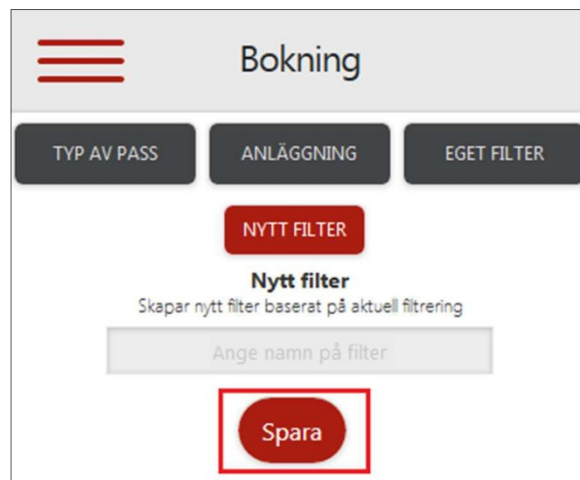 Bokning
TYP AV PASS ANLÄGGNING EGET FILTER
NYTT FILTER
Nytt filter
Skapar nytt filter baserat på aktuell filtrering
Ange namn på filter
Spara